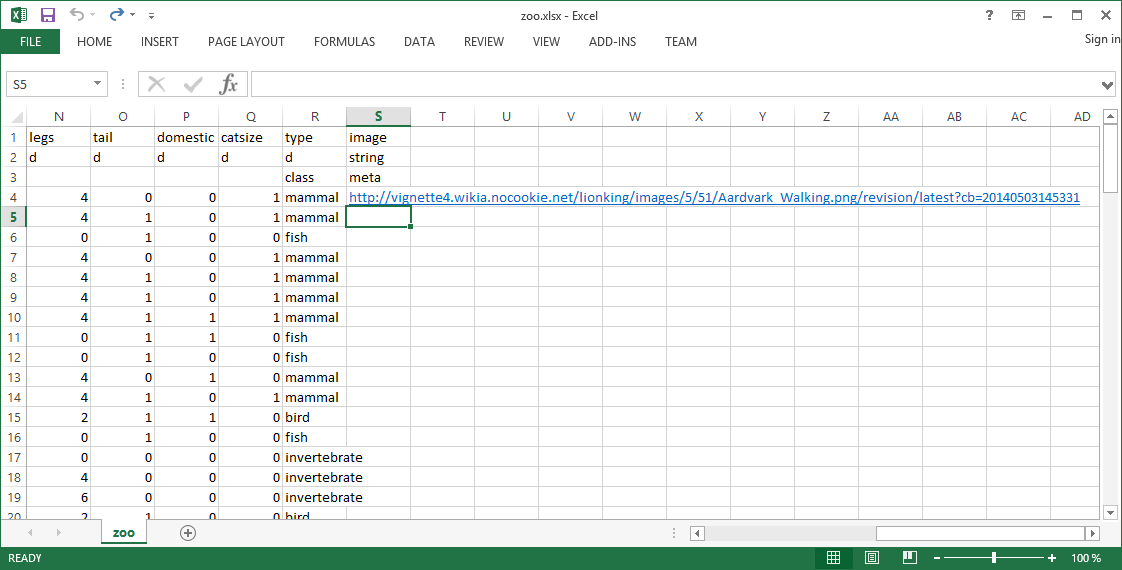 zoo.xlsx - Excel
FILE HOME INSERT PAGE LAYOUT FORMULAS DATA REVIEW VIEW ADD-INS TEAM Sign in
S5 fx
N O P Q R S T U V W X Y Z AA AB AC AD
1 legs tail domestic catsize type image
2 d d d d d string
3 class meta
4 4 0 0 1 mammal http://vignette4.wikia.nocookie.net/lionking/images/5/51/Aardvark_Walking.png/revision/latest?cb=20140503145331
5 4 1 0 1 mammal
6 0 1 0 0 fish
7 4 0 0 1 mammal
8 4 1 0 1 mammal
9 4 1 0 1 mammal
10 4 1 1 1 mammal
11 0 1 1 0 fish
12 0 1 0 0 fish
13 4 0 1 0 mammal
14 4 1 0 1 mammal
15 2 1 1 0 bird
16 0 1 0 0 fish
17 0 0 0 0 invertebrate
18 4 0 0 0 invertebrate
19 6 0 0 0 invertebrate
20 2 1 0 0 bird
zoo
READY 100 %